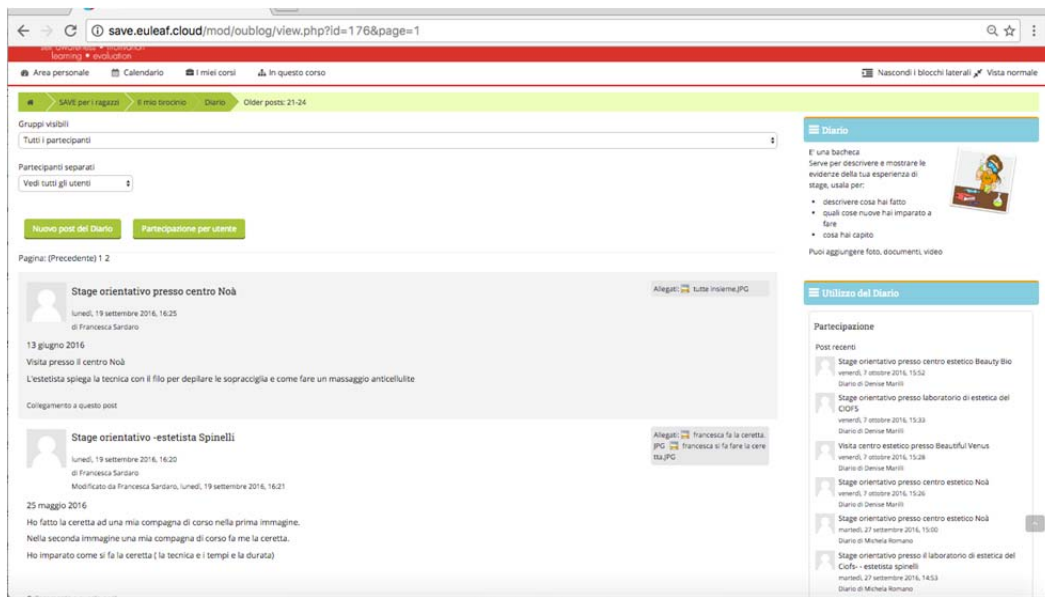 save.euleaf.cloud/mod/oublog/view.php?id=176&page=1
self awareness • motivation
learning • evaluation
Area personale Calendario I miei corsi In questo corso
Nascondi i blocchi laterali Vista normale
SAVE per i ragazzi Il mio tirocinio Diario Older posts: 21-24
Gruppi visibili
Tutti i partecipanti
Partecipanti separati
Vedi tutti gli utenti
Nuovo post del Diario Partecipazione per utente
Pagina: (Precedente) 1 2
Stage orientativo presso centro Noà
lunedì, 19 settembre 2016, 16:25
di Francesca Sardaro
Allegati: tutte insieme.JPG
13 giugno 2016
Visita presso il centro Noà
L'estetista spiega la tecnica con il filo per depilare le sopracciglia e come fare un massaggio anticellulite
Collegamento a questo post
Stage orientativo -estetista Spinelli
lunedì, 19 settembre 2016, 16:20
di Francesca Sardaro
Modificato da Francesca Sardaro, lunedì, 19 settembre 2016, 16:21
Allegati: francesca fa la ceretta.
JPG francesca si fa fare la cere
tta.JPG
25 maggio 2016
Ho fatto la ceretta ad una mia compagna di corso nella prima immagine.
Nella seconda immagine una mia compagna di corso fa me la ceretta.
Ho imparato come si fa la ceretta ( la tecnica e i tempi e la durata)
Diario
E' una bacheca
Serve per descrivere e mostrare le
evidenze della tua esperienza di
stage, usala per:
descrivere cosa hai fatto
quali cose nuove hai imparato a
fare
cosa hai capito
Puoi aggiungere foto, documenti, video
Utilizzo del Diario
Partecipazione
Post recenti
Stage orientativo presso centro estetico Beauty Bio
venerdì, 7 ottobre 2016, 15:52
Diario di Denise Marilli
Stage orientativo presso laboratorio di estetica del
CIOFS
venerdì, 7 ottobre 2016, 15:33
Diario di Denise Marilli
Visita centro estetico presso Beautiful Venus
venerdì, 7 ottobre 2016, 15:28
Diario di Denise Marilli
Stage orientativo presso centro estetico Noà
venerdì, 7 ottobre 2016, 15:26
Diario di Denise Marilli
Stage orientativo presso centro estetico Noà
martedì, 27 settembre 2016, 15:00
Diario di Michela Romano
Stage orientativo presso il laboratorio di estetica del
Ciofs- - estetista spinelli
martedì, 27 settembre 2016, 14:53
Diario di Michela Romano